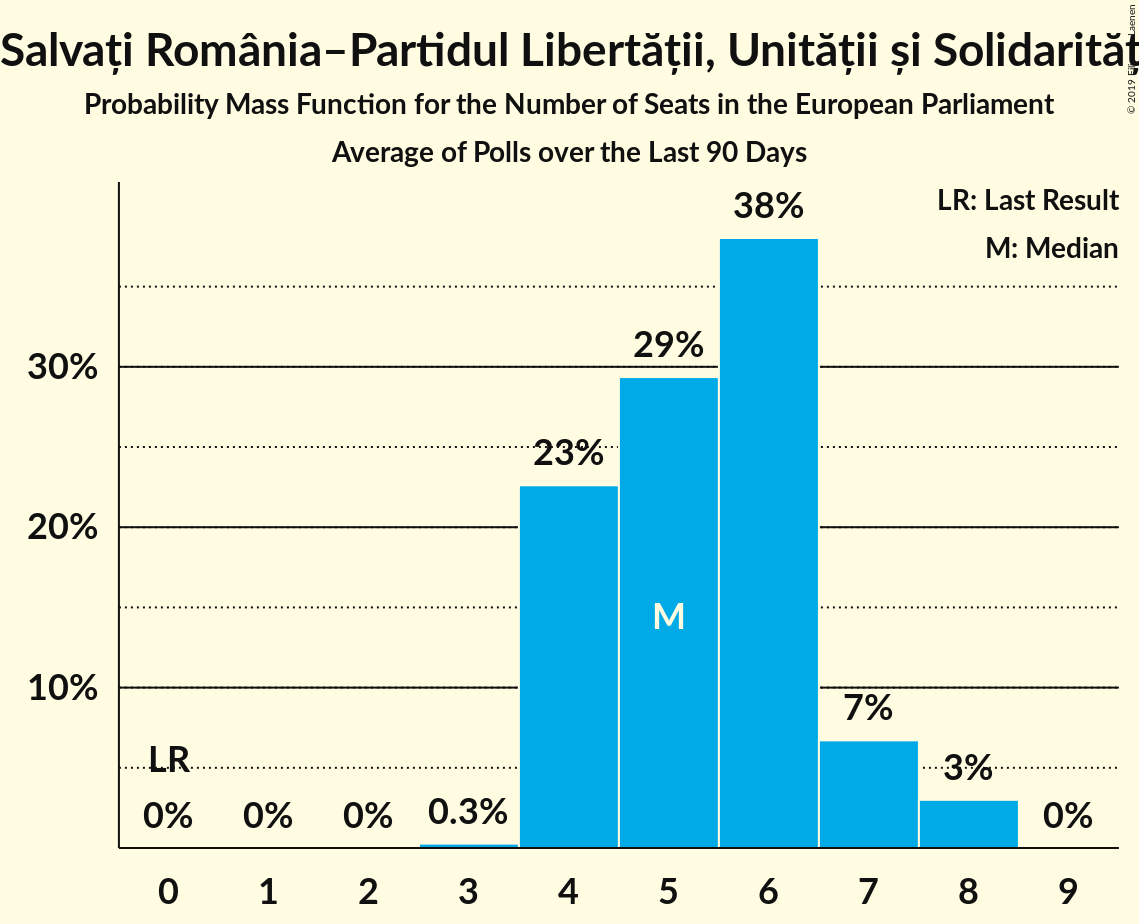 Salvați România–Partidul Libertății, Unității și Solidarităț
Probability Mass Function for the Number of Seats in the European Parliament
Average of Polls over the Last 90 Days
© 2019 Laenen
LR: Last Result
M: Median
38%
30%
29%
23%
20%
M
10%
7%
LR
3%
0% 0% 0% 0.3% 0%
0 1 2 3 4 5 6 7 8 9